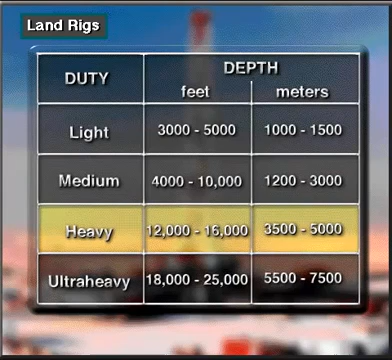 Land Rigs
DUTY DEPTH
feet meters
Light 3000 - 5000 1000 - 1500
Medium 4000 - 10,000 1200 - 3000
Heavy 12,000 - 16,000 3500 - 5000
Ultraheavy 18,000 - 25,000 5500 - 7500